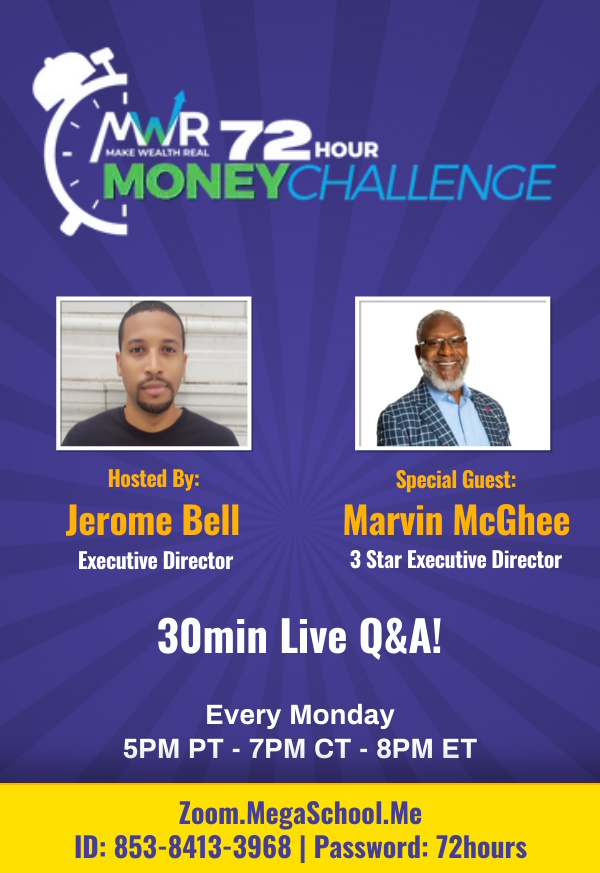 MWR
MAKE WEALTH REAL
72 HOUR
MONEYCHALLENGE
Hosted By:
Jerome Bell
Executive Director
Special Guest:
Marvin McGhee
3 Star Executive Director
30min Live Q&A!
Every Monday
5PM PT - 7PM CT - 8PM ET
Zoom.MegaSchool.Me
ID: 853-8413-3968 | Password: 72hours